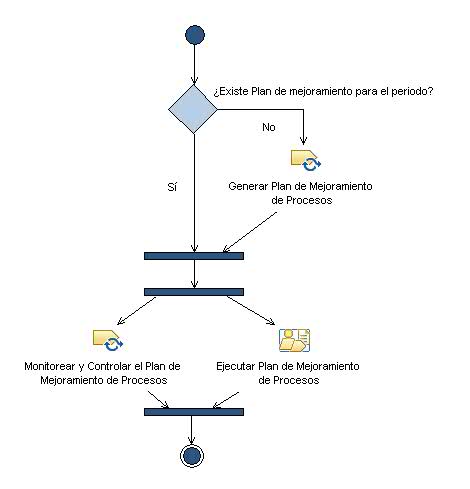 ¿Existe Plan de mejoramiento para el periodo?
No
Sí
Generar Plan de Mejoramiento
de Procesos
Monitorear y Controlar el Plan de
Mejoramiento de Procesos
Ejecutar Plan de Mejoramiento
de Procesos